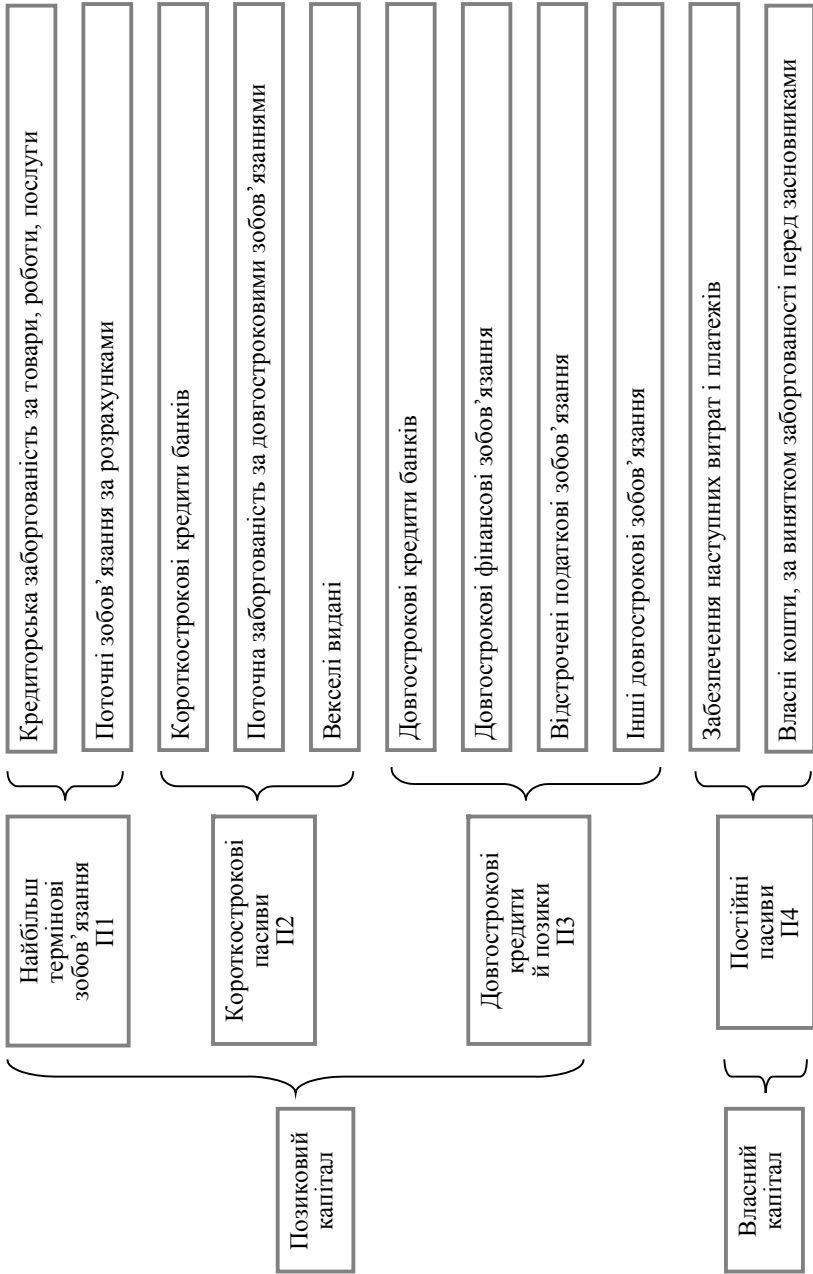 Позиковий
капітал
Власний
капітал
Найбільш
термінові
зобов’язання
П1
Короткострокові
пасиви
П2
Довгострокові
кредити
й позики
П3
Постійні
пасиви
П4
Кредиторська заборгованість за товари, роботи, послуги
Поточні зобов’язання за розрахунками
Короткострокові кредити банків
Поточна заборгованість за довгостроковими зобов’язаннями
Векселі видані
Довгострокові кредити банків
Довгострокові фінансові зобов’язання
Відстрочені податкові зобов’язання
Інші довгострокові зобов’язання
Забезпечення наступних витрат і платежів
Власні кошти, за винятком заборгованості перед засновниками